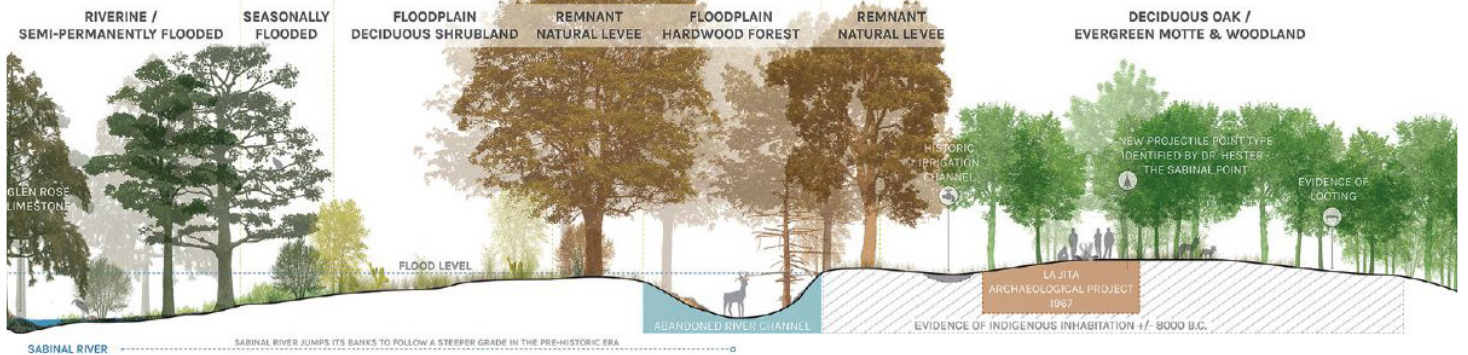 RIVERINE /
SEMI-PERMANENTLY FLOODED
SEASONALLY
FLOODED
FLOODPLAIN
DECIDUOUS SHRUBLAND
REMNANT
NATURAL LEVEE
FLOODPLAIN
HARDWOOD FOREST
REMNANT
NATURAL LEVEE
DECIDUOUS OAK /
EVERGREEN MOTTE & WOODLAND
GLEN ROSE
LIMESTONE
HISTORIC
IRRIGATION
CHANNEL
NEW PROJECTILE POINT TYPE
IDENTIFIED BY DR. HESTER -
THE SABINAL POINT
EVIDENCE OF
LOOTING
FLOOD LEVEL
LA JITA
ARCHAEOLOGICAL PROJECT
1967
ABANDONED RIVER CHANNEL
EVIDENCE OF INDIGENOUS INHABITATION +/- 8000 B.C.
SABINAL RIVER
SABINAL RIVER JUMPS ITS BANKS TO FOLLOW A STEEPER GRADE IN THE PRE-HISTORIC ERA